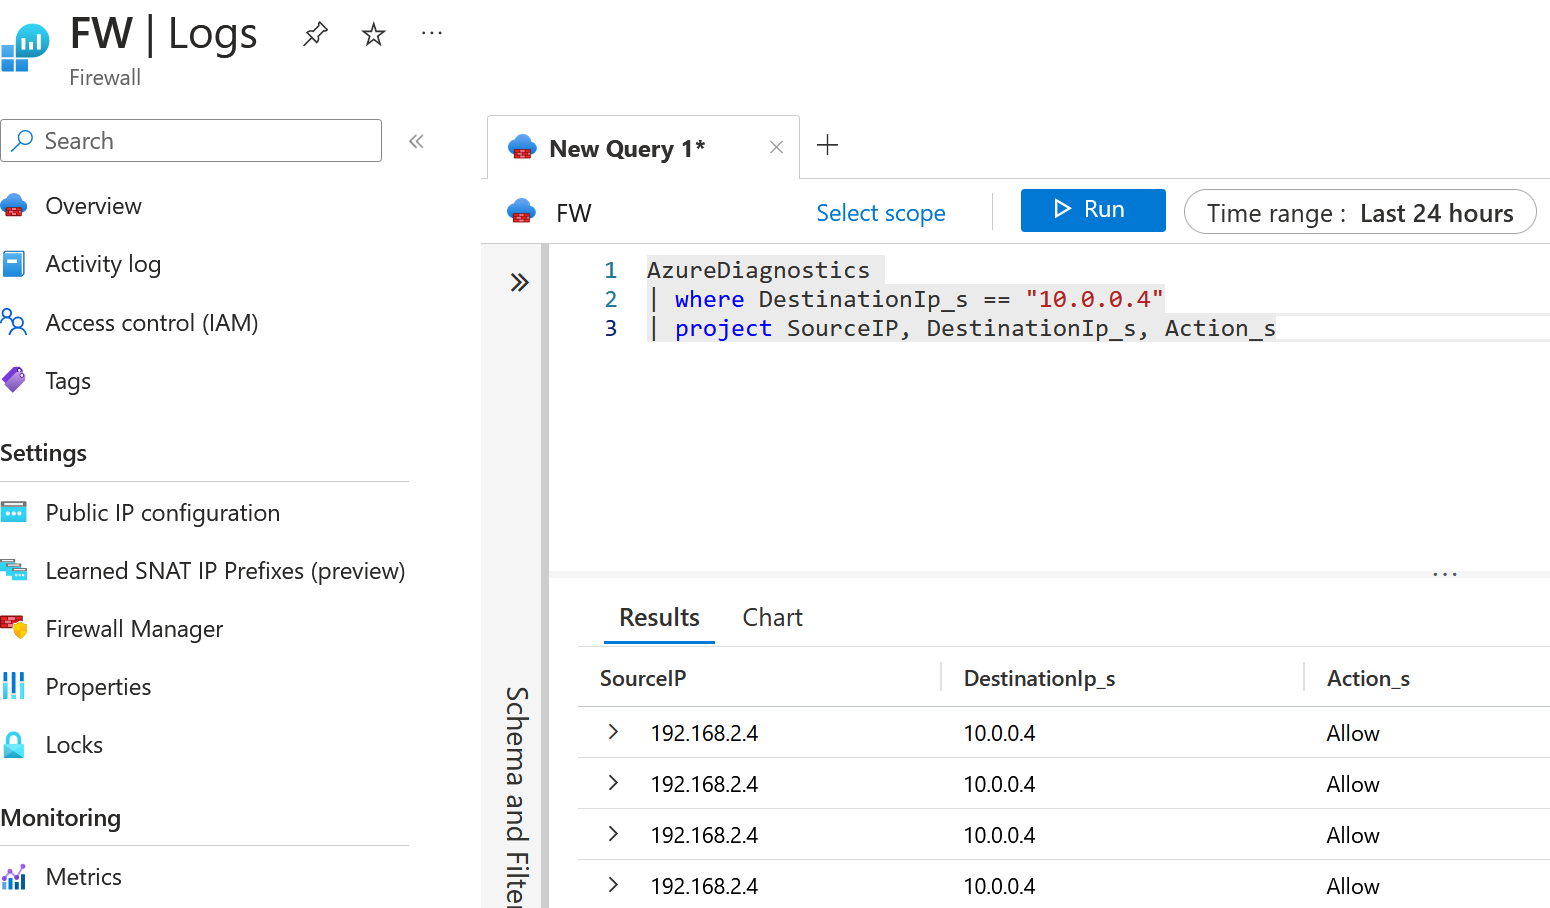 FW | Logs
Firewall
Search
Overview
Activity log
Access control (IAM)
Tags
Settings
Public IP configuration
Learned SNAT IP Prefixes (preview)
Firewall Manager
Properties
Locks
Monitoring
Metrics
New Query 1*
FW
Select scope
Run
Time range : Last 24 hours
1 AzureDiagnostics
2 | where DestinationIp_s == "10.0.0.4"
3 | project SourceIP, DestinationIp_s, Action_s
Schema and Filter
Results Chart
SourceIP DestinationIp_s Action_s
192.168.2.4 10.0.0.4 Allow
192.168.2.4 10.0.0.4 Allow
192.168.2.4 10.0.0.4 Allow
192.168.2.4 10.0.0.4 Allow